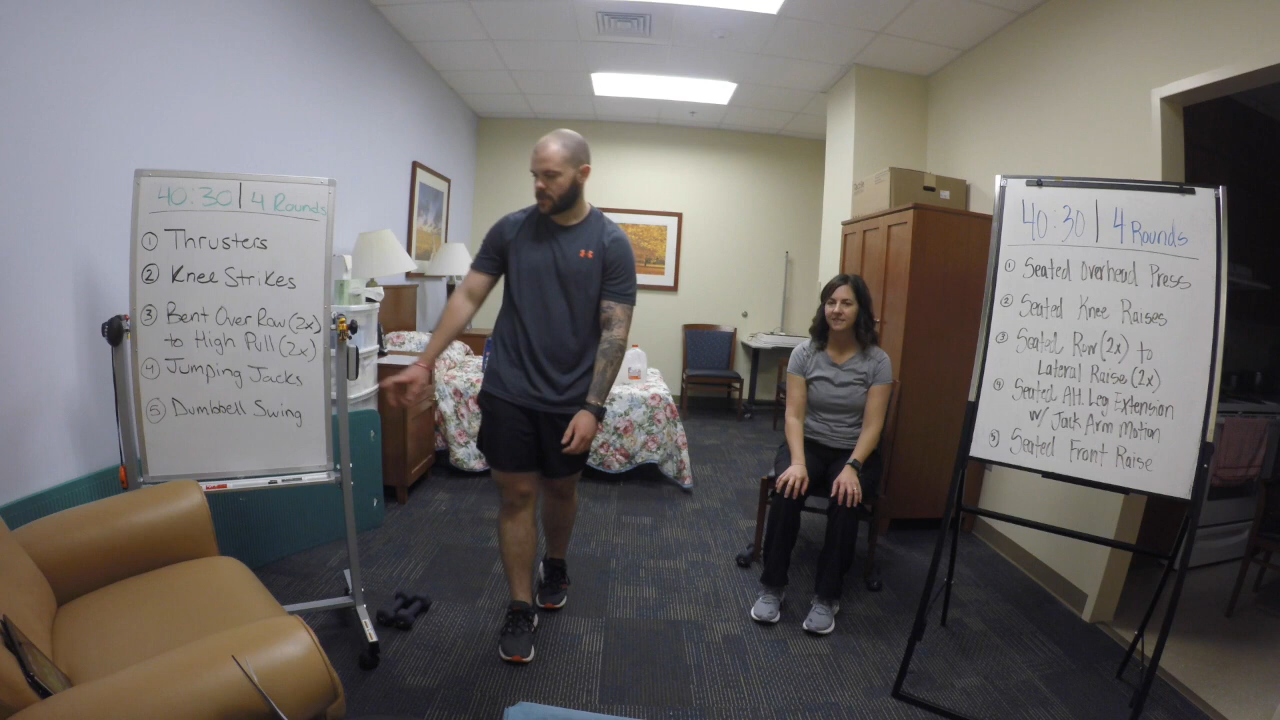 40:30 | 4 Rounds
① Thrusters
② Knee Strikes
③ Bent Over Row (2x)
to High Pull (2x)
④ Jumping Jacks
⑤ Dumbbell Swing
40:30 | 4 Rounds
① Seated Overhead Press
② Seated Knee Raises
③ Seated Row (2x) to
Lateral Raise (2x)
④ Seated Alt. Leg Extension
w/ Jack Arm Motion
⑤ Seated Front Raise